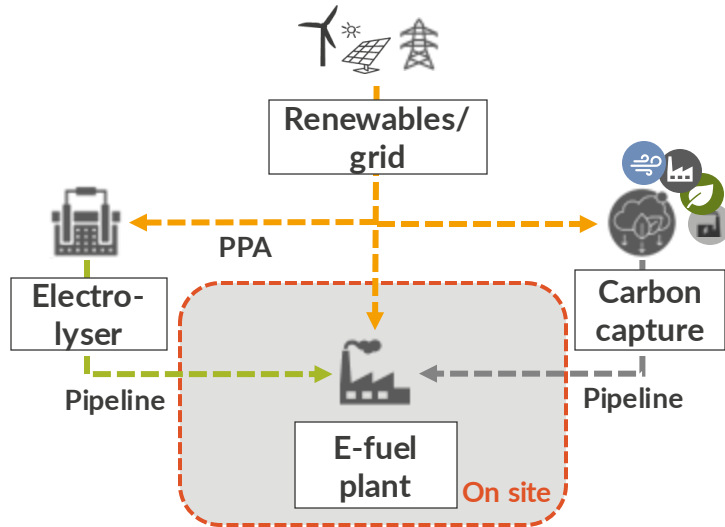 Renewables/
grid
PPA
Electro-
lyser
Carbon
capture
Pipeline
Pipeline
E-fuel
plant
On site